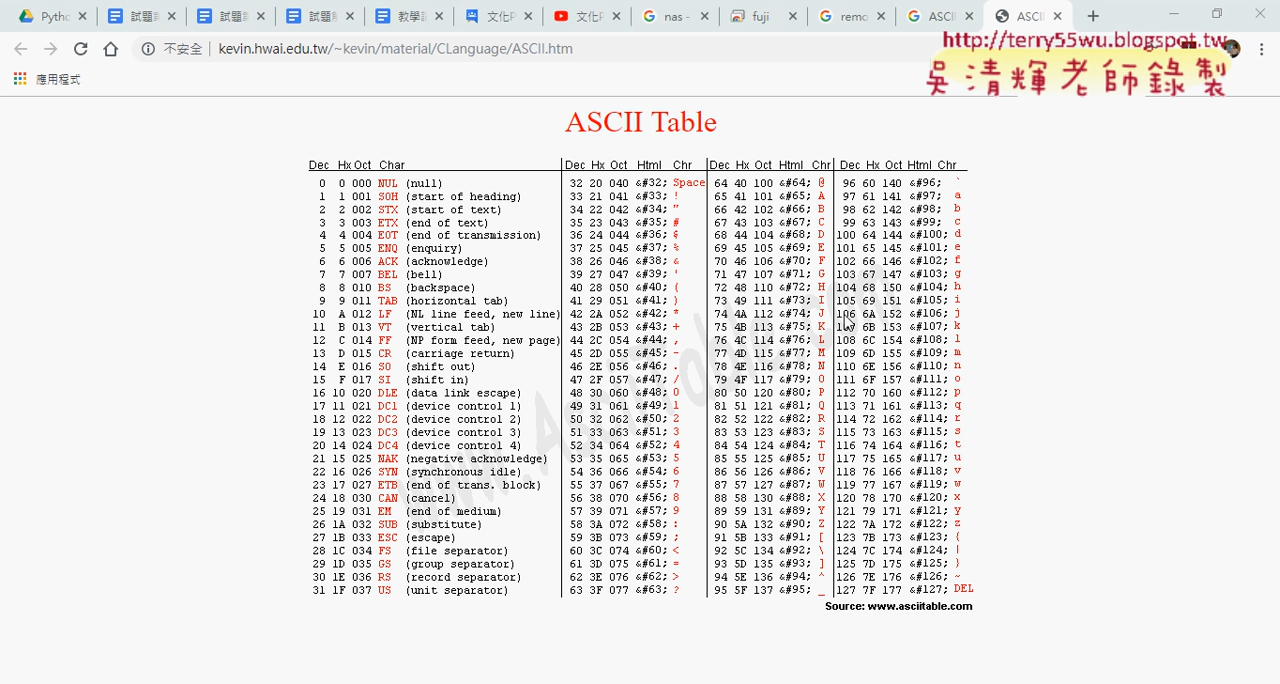 Pytho 試題 試題 試題 教學 文化P 文化P nas - fuji remo ASCI ASCI
不安全 kevin.hwai.edu.tw/~kevin/material/CLanguage/ASCII.htm
http://terry55wu.blogspot.tw
吳清輝老師錄製
應用程式
ASCII Table
Dec Hx Oct Char Dec Hx Oct Html Chr Dec Hx Oct Html Chr Dec Hx Oct Html Chr
0 0 000 NUL (null) 32 20 040 &#32; Space 64 40 100 &#64; @ 96 60 140 &#96; `
1 1 001 SOH (start of heading) 33 21 041 &#33; ! 65 41 101 &#65; A 97 61 141 &#97; a
2 2 002 STX (start of text) 34 22 042 &#34; " 66 42 102 &#66; B 98 62 142 &#98; b
3 3 003 ETX (end of text) 35 23 043 &#35; # 67 43 103 &#67; C 99 63 143 &#99; c
4 4 004 EOT (end of transmission) 36 24 044 &#36; $ 68 44 104 &#68; D 100 64 144 &#100; d
5 5 005 ENQ (enquiry) 37 25 045 &#37; % 69 45 105 &#69; E 101 65 145 &#101; e
6 6 006 ACK (acknowledge) 38 26 046 &#38; & 70 46 106 &#70; F 102 66 146 &#102; f
7 7 007 BEL (bell) 39 27 047 &#39; ' 71 47 107 &#71; G 103 67 147 &#103; g
8 8 010 BS (backspace) 40 28 050 &#40; ( 72 48 110 &#72; H 104 68 150 &#104; h
9 9 011 TAB (horizontal tab) 41 29 051 &#41; ) 73 49 111 &#73; I 105 69 151 &#105; i
10 A 012 LF (NL line feed, new line) 42 2A 052 &#42; * 74 4A 112 &#74; J 106 6A 152 &#106; j
11 B 013 VT (vertical tab) 43 2B 053 &#43; + 75 4B 113 &#75; K 107 6B 153 &#107; k
12 C 014 FF (NP form feed, new page) 44 2C 054 &#44; , 76 4C 114 &#76; L 108 6C 154 &#108; l
13 D 015 CR (carriage return) 45 2D 055 &#45; - 77 4D 115 &#77; M 109 6D 155 &#109; m
14 E 016 SO (shift out) 46 2E 056 &#46; . 78 4E 116 &#78; N 110 6E 156 &#110; n
15 F 017 SI (shift in) 47 2F 057 &#47; / 79 4F 117 &#79; O 111 6F 157 &#111; o
16 10 020 DLE (data link escape) 48 30 060 &#48; 0 80 50 120 &#80; P 112 70 160 &#112; p
17 11 021 DC1 (device control 1) 49 31 061 &#49; 1 81 51 121 &#81; Q 113 71 161 &#113; q
18 12 022 DC2 (device control 2) 50 32 062 &#50; 2 82 52 122 &#82; R 114 72 162 &#114; r
19 13 023 DC3 (device control 3) 51 33 063 &#51; 3 83 53 123 &#83; S 115 73 163 &#115; s
20 14 024 DC4 (device control 4) 52 34 064 &#52; 4 84 54 124 &#84; T 116 74 164 &#116; t
21 15 025 NAK (negative acknowledge) 53 35 065 &#53; 5 85 55 125 &#85; U 117 75 165 &#117; u
22 16 026 SYN (synchronous idle) 54 36 066 &#54; 6 86 56 126 &#86; V 118 76 166 &#118; v
23 17 027 ETB (end of trans. block) 55 37 067 &#55; 7 87 57 127 &#87; W 119 77 167 &#119; w
24 18 030 CAN (cancel) 56 38 070 &#56; 8 88 58 130 &#88; X 120 78 170 &#120; x
25 19 031 EM (end of medium) 57 39 071 &#57; 9 89 59 131 &#89; Y 121 79 171 &#121; y
26 1A 032 SUB (substitute) 58 3A 072 &#58; : 90 5A 132 &#90; Z 122 7A 172 &#122; z
27 1B 033 ESC (escape) 59 3B 073 &#59; ; 91 5B 133 &#91; [ 123 7B 173 &#123; {
28 1C 034 FS (file separator) 60 3C 074 &#60; < 92 5C 134 &#92; \ 124 7C 174 &#124; |
29 1D 035 GS (group separator) 61 3D 075 &#61; = 93 5D 135 &#93; ] 125 7D 175 &#125; }
30 1E 036 RS (record separator) 62 3E 076 &#62; > 94 5E 136 &#94; ^ 126 7E 176 &#126; ~
31 1F 037 US (unit separator) 63 3F 077 &#63; ? 95 5F 137 &#95; _ 127 7F 177 &#127; DEL
Source: www.asciitable.com